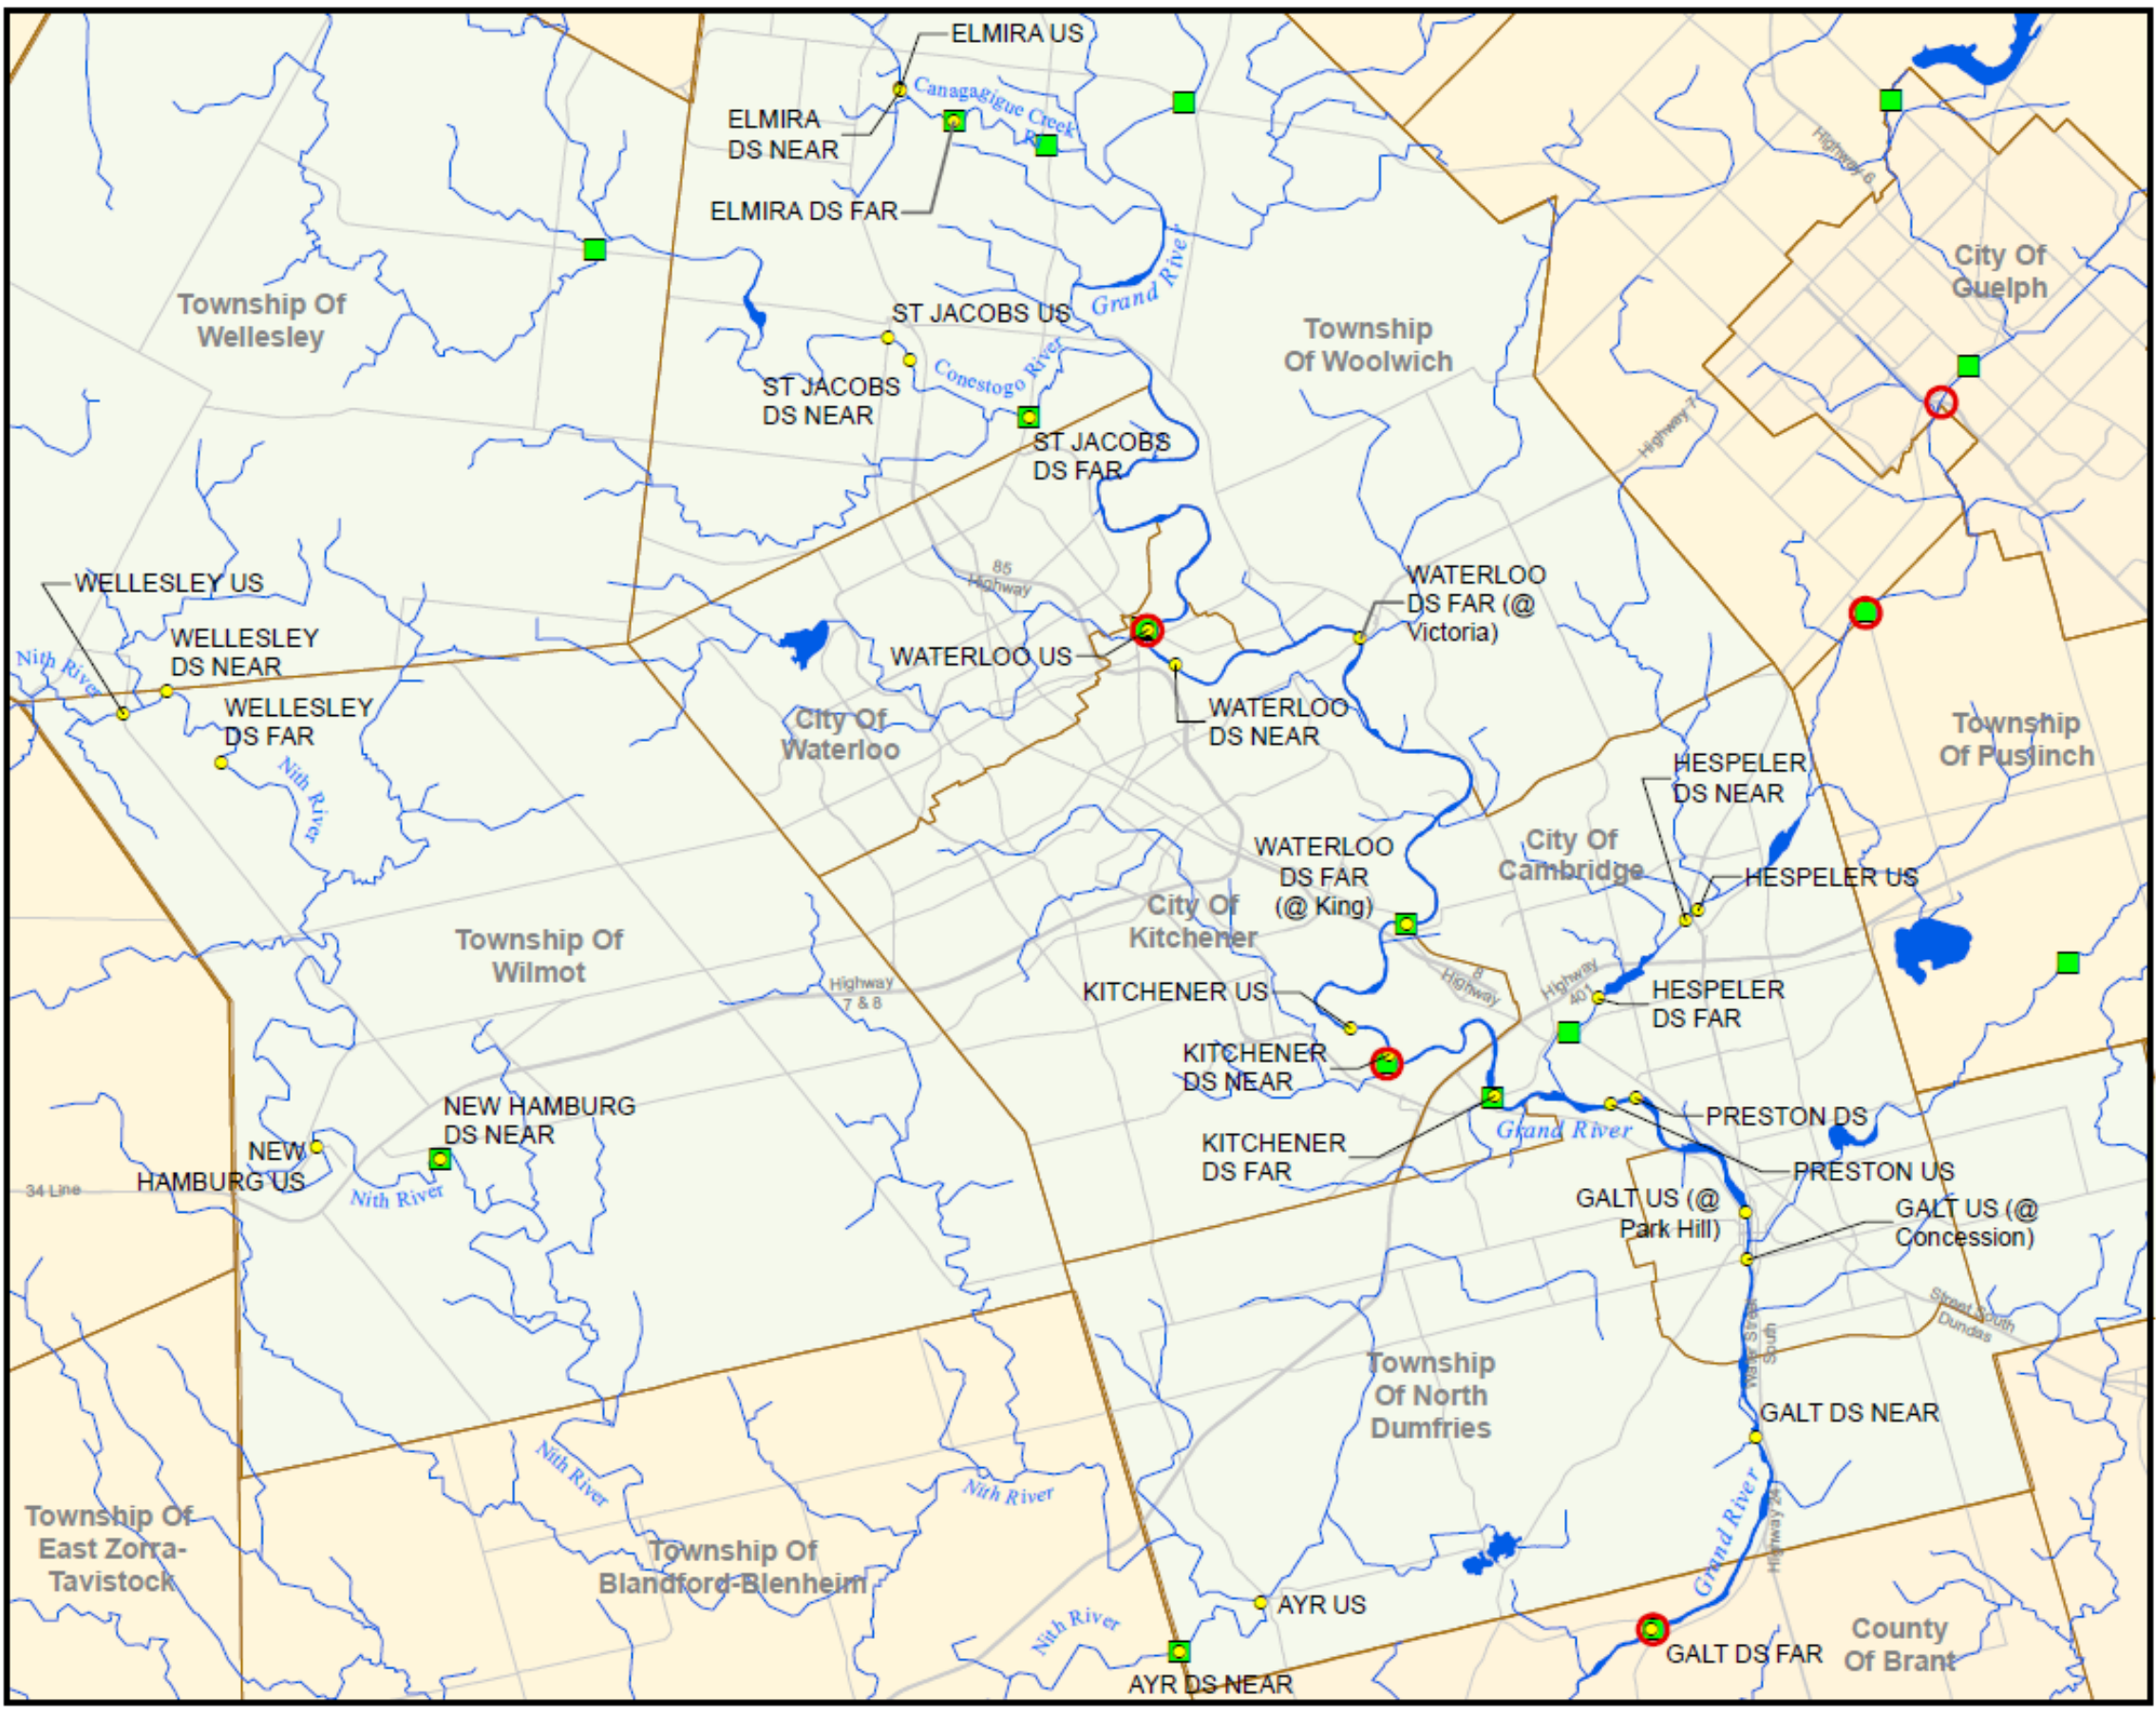 ELMIRA US
Canagagigue Creek
ELMIRA
DS NEAR
ELMIRA DS FAR
Highway 6
City Of
Guelph
Grand River
Township Of
Wellesley
ST JACOBS US
Township
Of Woolwich
Conestogo River
ST JACOBS
DS NEAR
ST JACOBS
DS FAR
Highway 7
85
Highway
WELLESLEY US
WATERLOO
DS FAR (@
Victoria)
WELLESLEY
DS NEAR
Nith River
WATERLOO US
WELLESLEY
DS FAR
City Of
Waterloo
WATERLOO
DS NEAR
Township
Of Puslinch
Nith River
HESPELER
DS NEAR
WATERLOO
DS FAR
(@ King)
City Of
Cambridge
HESPELER US
City Of
Kitchener
Township Of
Wilmot
Highway
7 & 8
8
Highway
Highway
401
KITCHENER US
HESPELER
DS FAR
KITCHENER
DS NEAR
NEW HAMBURG
DS NEAR
PRESTON DS
Grand River
KITCHENER
DS FAR
NEW
HAMBURG US
PRESTON US
34 Line
Nith River
GALT US (@
Park Hill)
GALT US (@
Concession)
Street South
Dundas
Water Street
South
Township
Of North
Dumfries
GALT DS NEAR
Nith River
Nith River
Grand River
Highway 24
Township Of
East Zorra-
Tavistock
Township Of
Blandford-Blenheim
AYR US
Nith River
County
Of Brant
GALT DS FAR
AYR DS NEAR